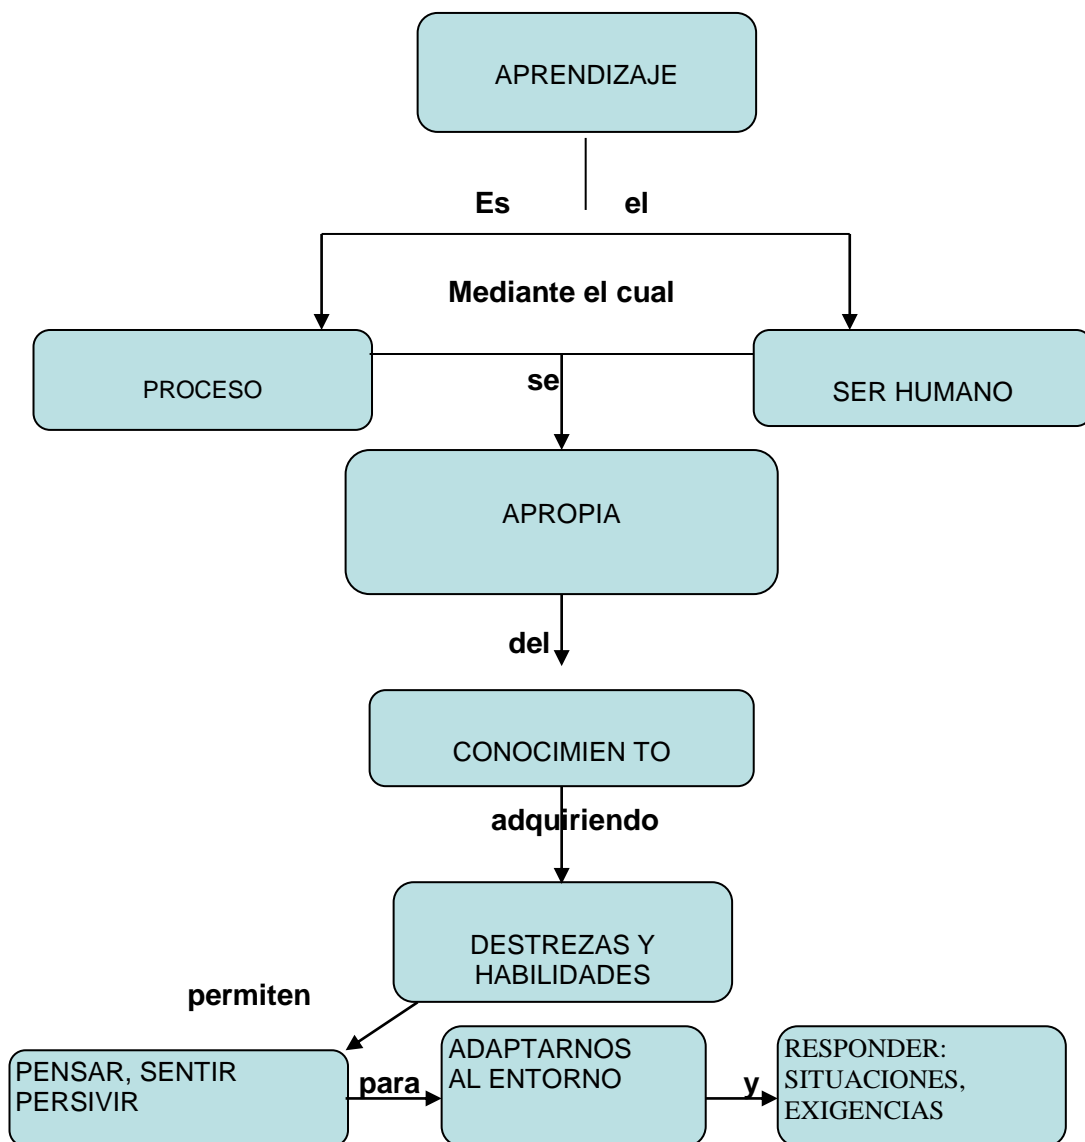 APRENDIZAJE
Es el
Mediante el cual
PROCESO
se
SER HUMANO
APROPIA
del
CONOCIMIEN TO
adquiriendo
DESTREZAS Y
HABILIDADES
permiten
PENSAR, SENTIR
PERSIVIR
para
ADAPTARNOS
AL ENTORNO
y
RESPONDER:
SITUACIONES,
EXIGENCIAS